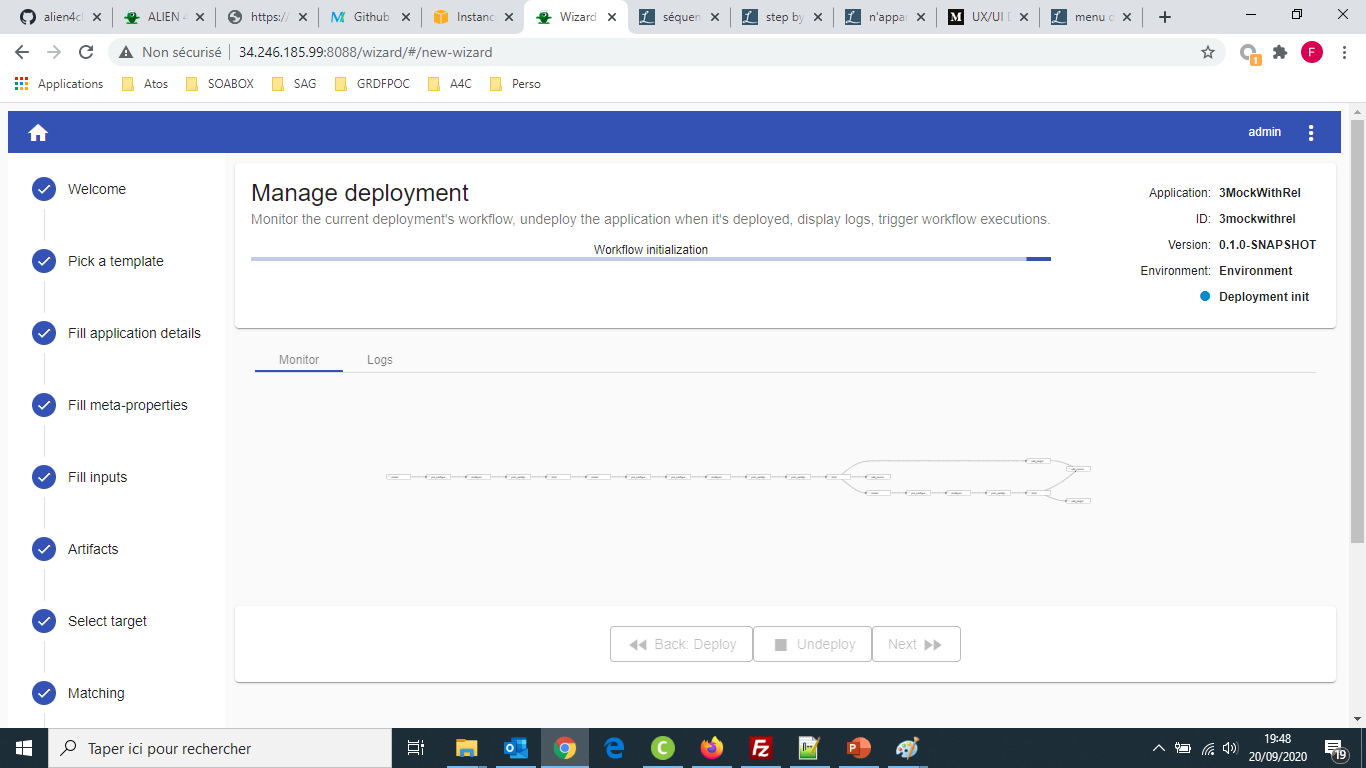 alien4cl
ALIEN 4
https://
Github
Instanc
Wizard
séquen
step by
n'appar
UX/UI D
menu d
Non sécurisé
34.246.185.99:8088/wizard/#/new-wizard
F
1
Applications
Atos
SOABOX
SAG
GRDFPOC
A4C
Perso
admin
Welcome
Pick a template
Fill application details
Fill meta-properties
Fill inputs
Artifacts
Select target
Matching
Manage deployment
Monitor the current deployment's workflow, undeploy the application when it's deployed, display logs, trigger workflow executions.
Workflow initialization
Application: 3MockWithRel
ID: 3mockwithrel
Version: 0.1.0-SNAPSHOT
Environment: Environment
Deployment init
Monitor
Logs
Back: Deploy
Undeploy
Next
Taper ici pour rechercher
19:48
20/09/2020
19